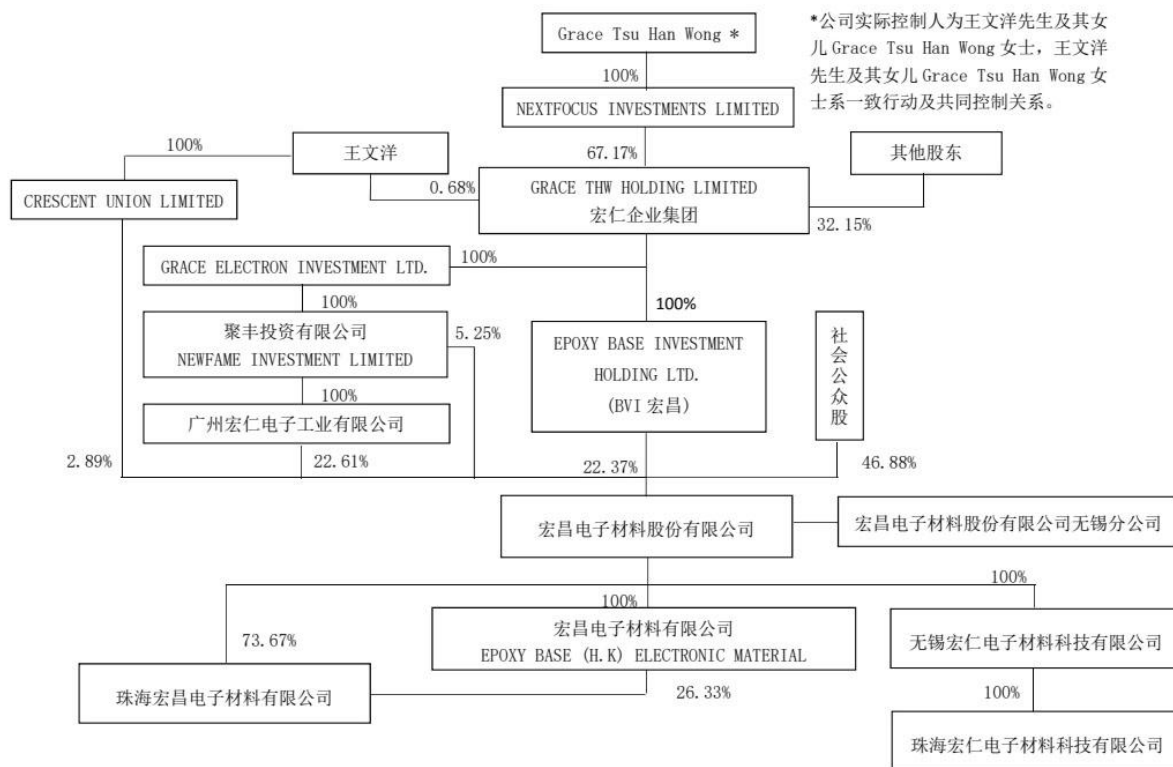 Grace Tsu Han Wong *
*公司实际控制人为王文洋先生及其女
儿 Grace Tsu Han Wong 女士，王文洋
先生及其女儿 Grace Tsu Han Wong 女
士系一致行动及共同控制关系。
100%
NEXTFOCUS INVESTMENTS LIMITED
100%
王文洋
67.17%
其他股东
CRESCENT UNION LIMITED
0.68%
GRACE THW HOLDING LIMITED
宏仁企业集团
32.15%
GRACE ELECTRON INVESTMENT LTD.
100%
100%
100%
聚丰投资有限公司
NEWFAME INVESTMENT LIMITED
5.25%
EPOXY BASE INVESTMENT
HOLDING LTD.
(BVI 宏昌)
社会公众股
100%
广州宏仁电子工业有限公司
2.89%
22.61%
22.37%
46.88%
宏昌电子材料股份有限公司
宏昌电子材料股份有限公司无锡分公司
100%
100%
73.67%
宏昌电子材料有限公司
EPOXY BASE (H.K) ELECTRONIC MATERIAL
无锡宏仁电子材料科技有限公司
珠海宏昌电子材料有限公司
26.33%
100%
珠海宏仁电子材料科技有限公司